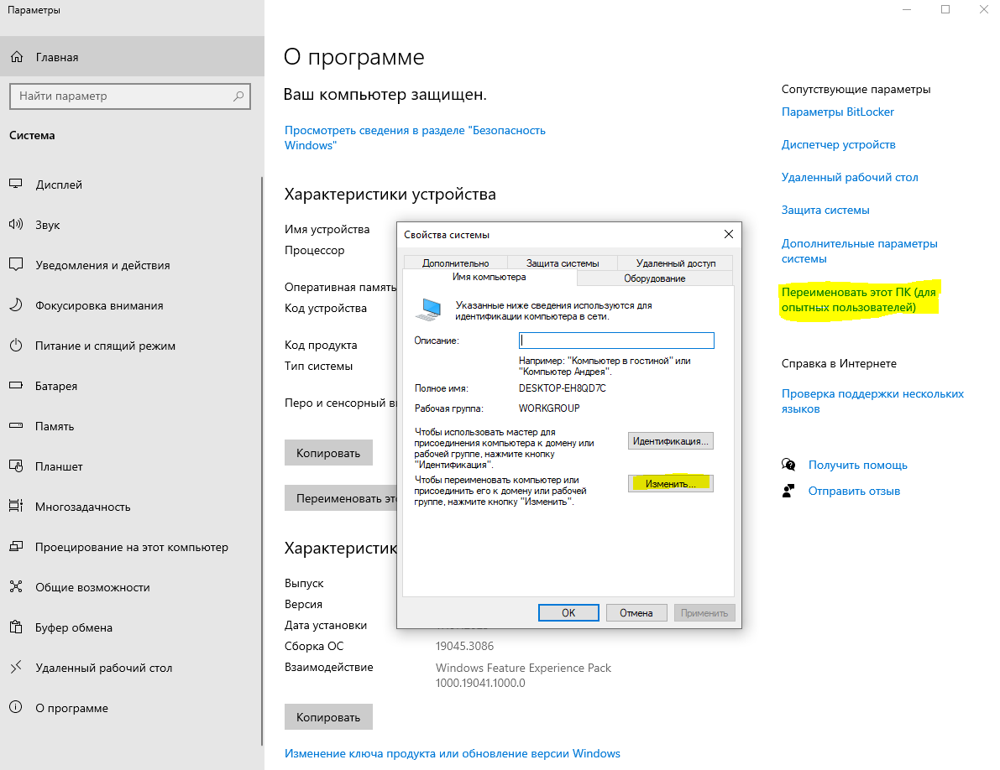 Параметры
Главная
Найти параметр
Система
Дисплей
Звук
Уведомления и действия
Фокусировка внимания
Питание и спящий режим
Батарея
Память
Планшет
Многозадачность
Проецирование на этот компьютер
Общие возможности
Буфер обмена
Удаленный рабочий стол
О программе
О программе
Ваш компьютер защищен.
Просмотреть сведения в разделе "Безопасность
Windows"
Характеристики устройства
Имя устройства
Процессор
Оперативная память
Код устройства
Код продукта
Тип системы
Перо и сенсорный
Копировать
Переименовать
Характеристик
Выпуск
Версия
Дата установки
Сборка ОС
19045.3086
Взаимодействие
Windows Feature Experience Pack
1000.19041.1000.0
Копировать
Изменение ключа продукта или обновление версии Windows
Свойства системы
Дополнительно
Защита системы
Удаленный доступ
Имя компьютера
Оборудование
Указанные ниже сведения используются для
идентификации компьютера в сети.
Описание:
Например: "Компьютер в гостиной" или
"Компьютер Андрея".
Полное имя:
DESKTOP-EH8QD7C
Рабочая группа:
WORKGROUP
Чтобы использовать мастер для
присоединения компьютера к домену или
рабочей группе, нажмите кнопку
"Идентификация".
Идентификация...
Чтобы переименовать компьютер или
присоединить его к домену или рабочей
группе, нажмите кнопку "Изменить".
Изменить...
ОК
Отмена
Применить
Сопутствующие параметры
Параметры BitLocker
Диспетчер устройств
Удаленный рабочий стол
Защита системы
Дополнительные параметры
системы
Переименовать этот ПК (для
опытных пользователей)
Справка в Интернете
Проверка поддержки нескольких
языков
Получить помощь
Отправить отзыв